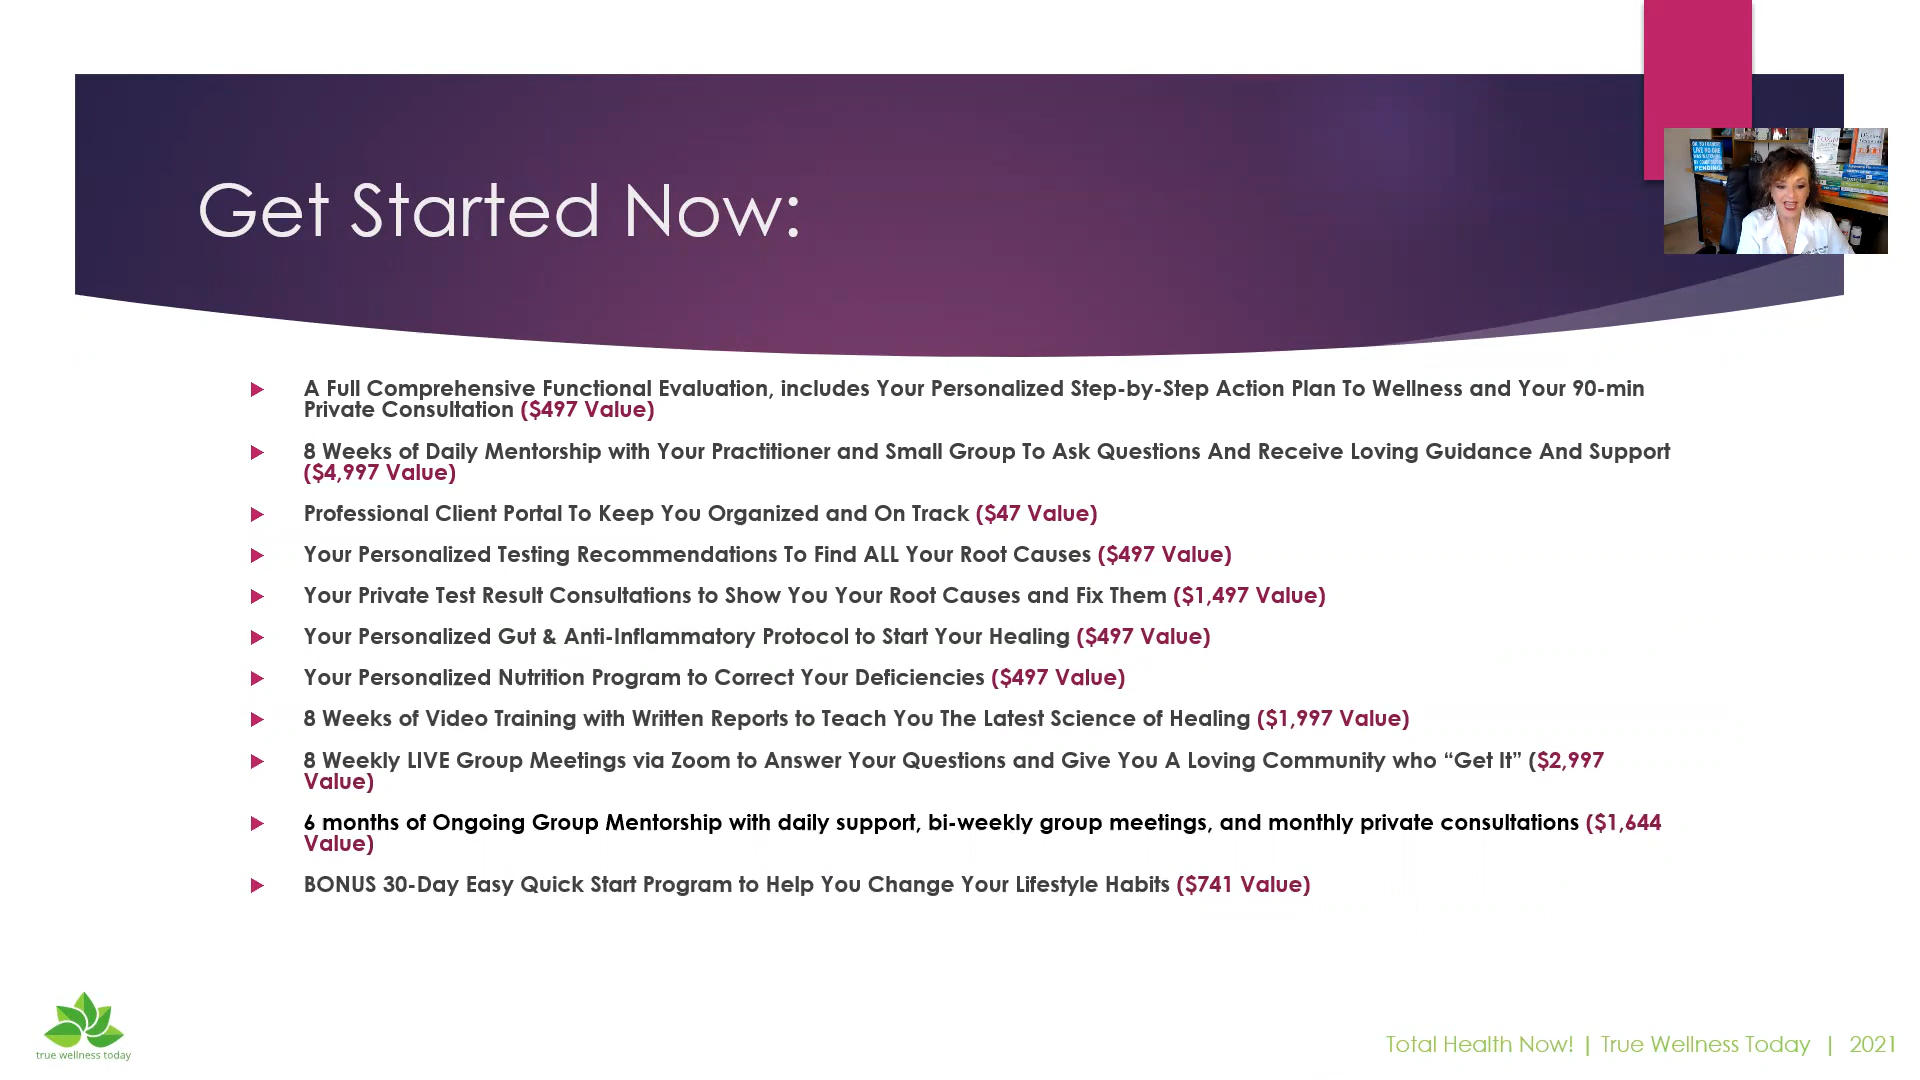 Get Started Now:
A Full Comprehensive Functional Evaluation, includes Your Personalized Step-by-Step Action Plan To Wellness and Your 90-min
Private Consultation ($497 Value)
8 Weeks of Daily Mentorship with Your Practitioner and Small Group To Ask Questions And Receive Loving Guidance And Support
($4,997 Value)
Professional Client Portal To Keep You Organized and On Track ($47 Value)
Your Personalized Testing Recommendations To Find ALL Your Root Causes ($497 Value)
Your Private Test Result Consultations to Show You Your Root Causes and Fix Them ($1,497 Value)
Your Personalized Gut & Anti-Inflammatory Protocol to Start Your Healing ($497 Value)
Your Personalized Nutrition Program to Correct Your Deficiencies ($497 Value)
8 Weeks of Video Training with Written Reports to Teach You The Latest Science of Healing ($1,997 Value)
8 Weekly LIVE Group Meetings via Zoom to Answer Your Questions and Give You A Loving Community who “Get It” ($2,997
Value)
6 months of Ongoing Group Mentorship with daily support, bi-weekly group meetings, and monthly private consultations ($1,644
Value)
BONUS 30-Day Easy Quick Start Program to Help You Change Your Lifestyle Habits ($741 Value)
true wellness today
Total Health Now! | True Wellness Today | 2021